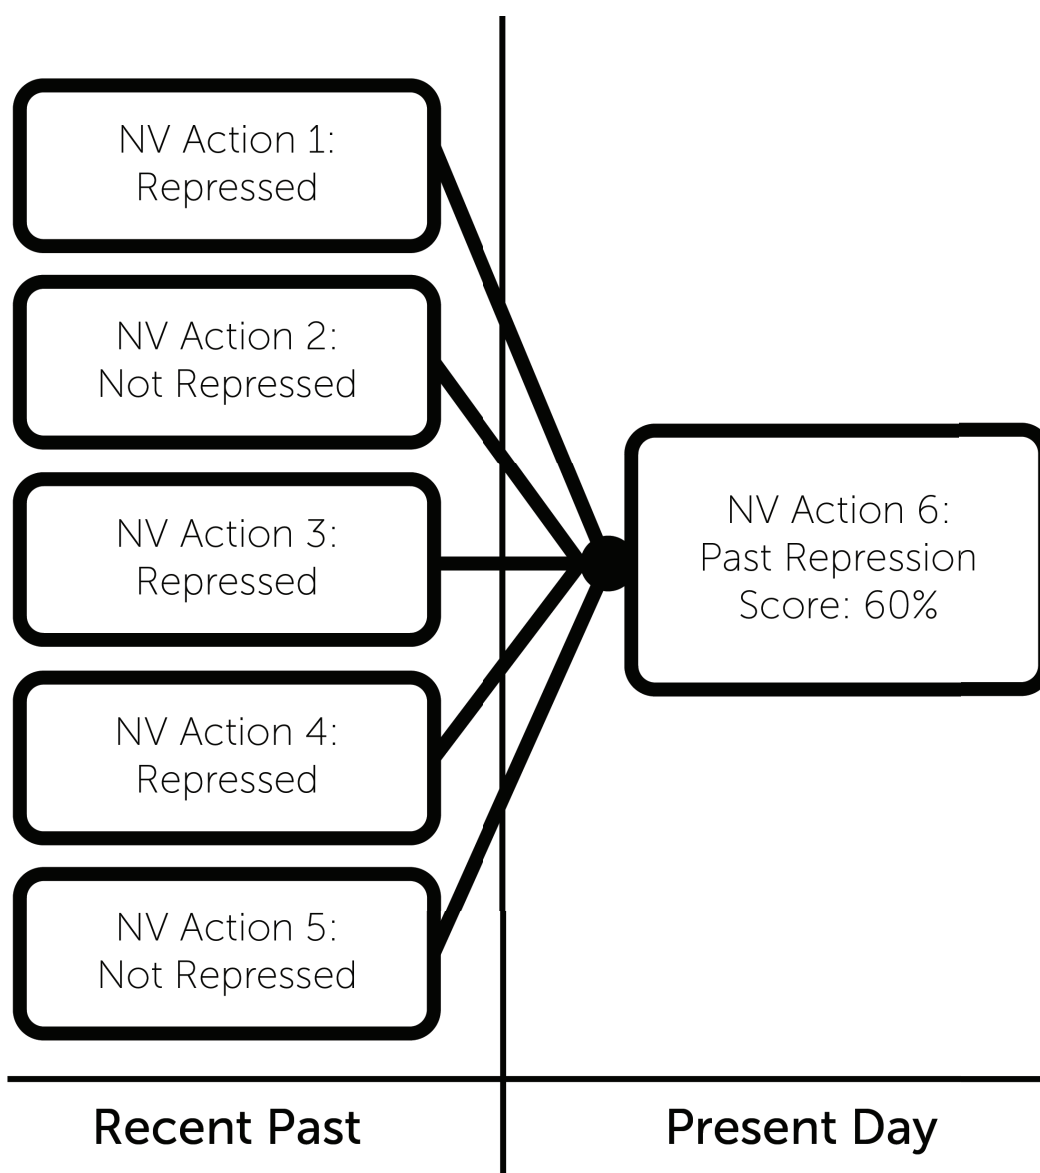 NV Action 1:
Repressed
NV Action 2:
Not Repressed
NV Action 3:
Repressed
NV Action 4:
Repressed
NV Action 5:
Not Repressed
NV Action 6:
Past Repression
Score: 60%
Recent Past
Present Day